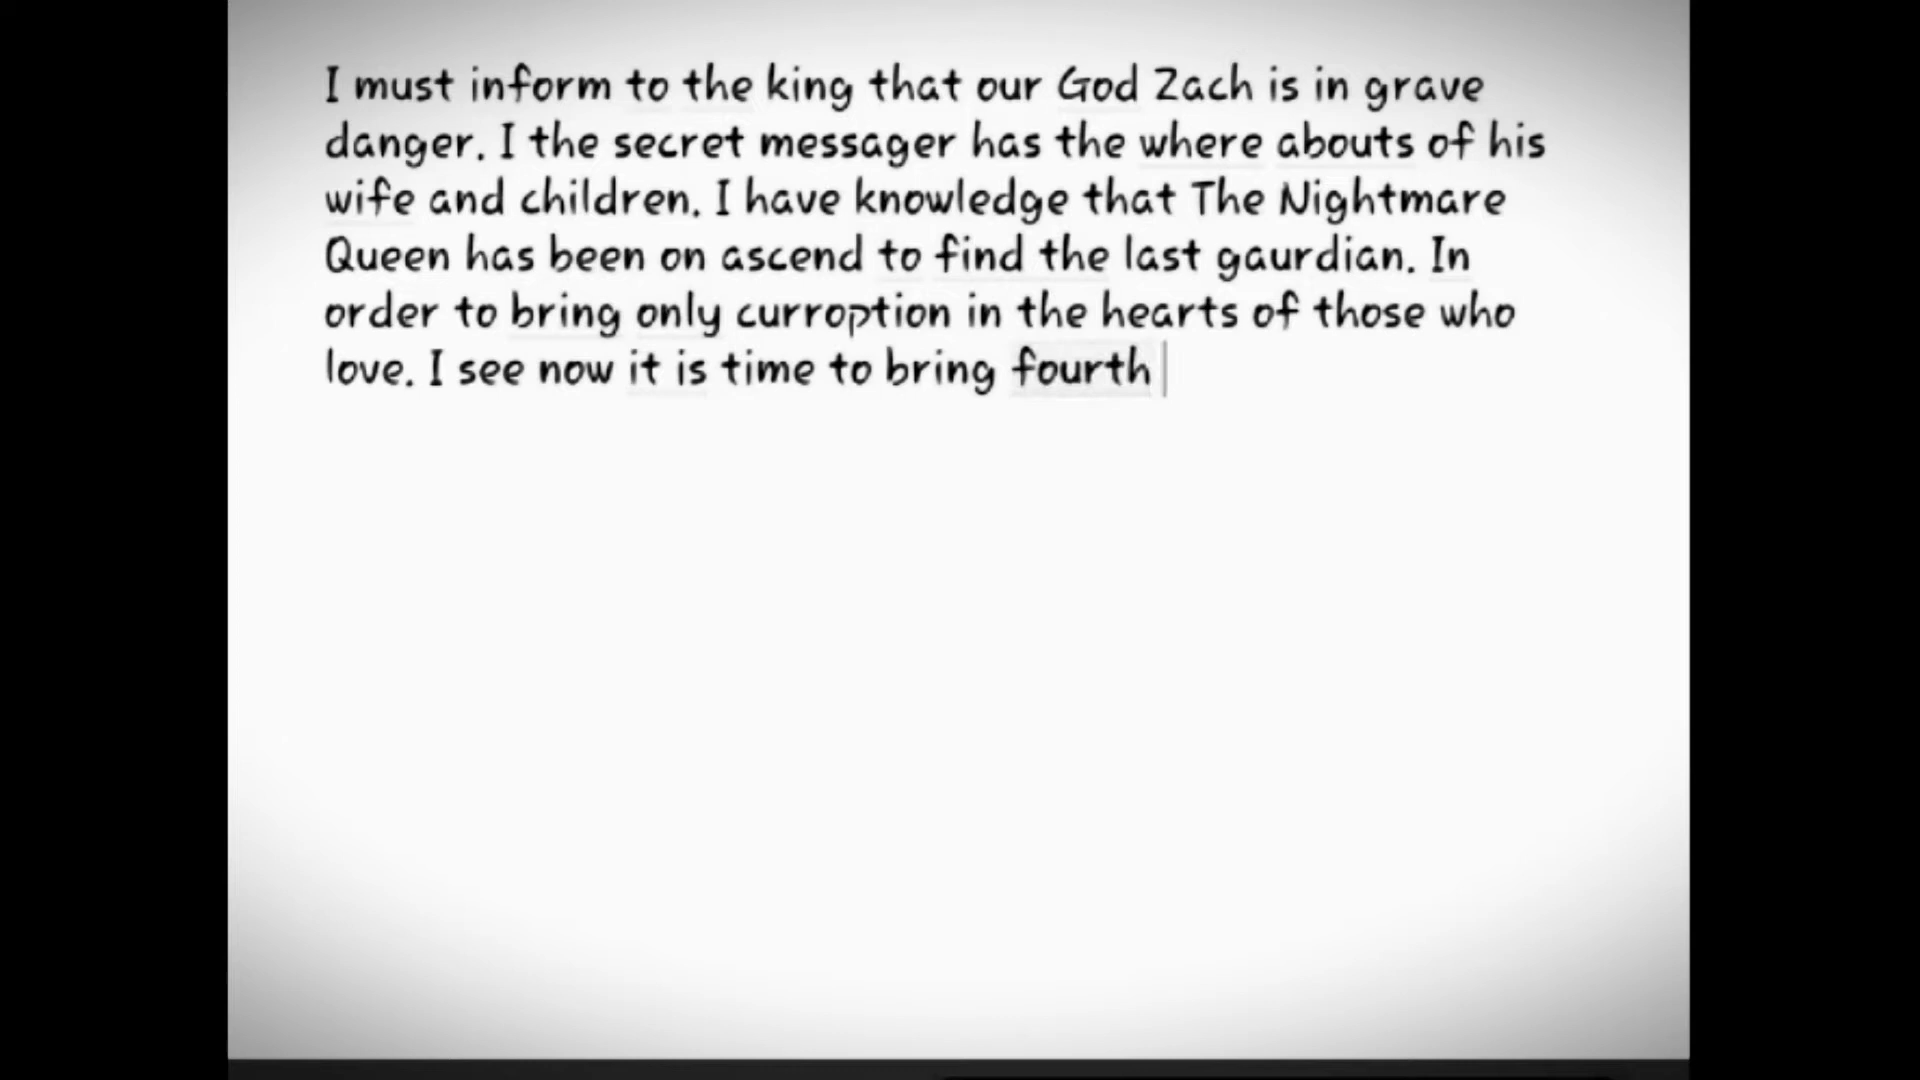 I must inform to the king that our God Zach is in grave
danger. I the secret messager has the where abouts of his
wife and children. I have knowledge that The Nightmare
Queen has been on ascend to find the last gaurdian. In
order to bring only curroption in the hearts of those who
love. I see now it is time to bring fourth